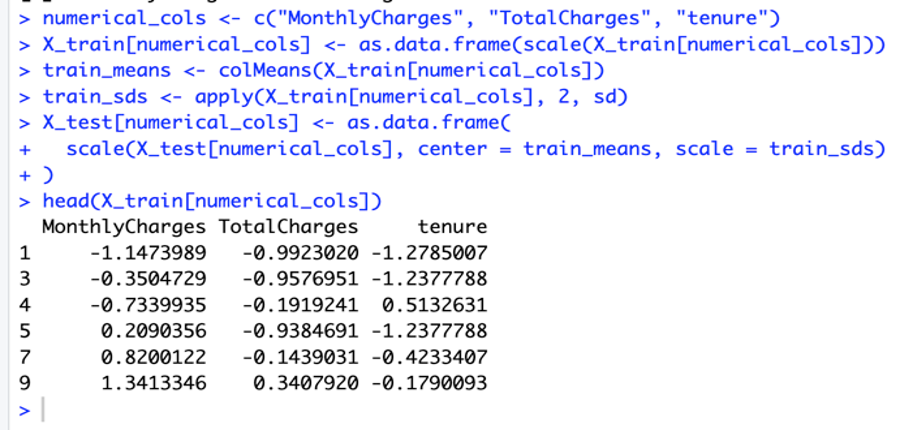 > numerical_cols <- c("MonthlyCharges", "TotalCharges", "tenure")
> X_train[numerical_cols] <- as.data.frame(scale(X_train[numerical_cols]))
> train_means <- colMeans(X_train[numerical_cols])
> train_sds <- apply(X_train[numerical_cols], 2, sd)
> X_test[numerical_cols] <- as.data.frame(
+   scale(X_test[numerical_cols], center = train_means, scale = train_sds)
+ )
> head(X_train[numerical_cols])
  MonthlyCharges TotalCharges     tenure
1     -1.1473989   -0.9923020 -1.2785007
3     -0.3504729   -0.9576951 -1.2377788
4     -0.7339935   -0.1919241  0.5132631
5      0.2090356   -0.9384691 -1.2377788
7      0.8200122   -0.1439031 -0.4233407
9      1.3413346    0.3407920 -0.1790093
>